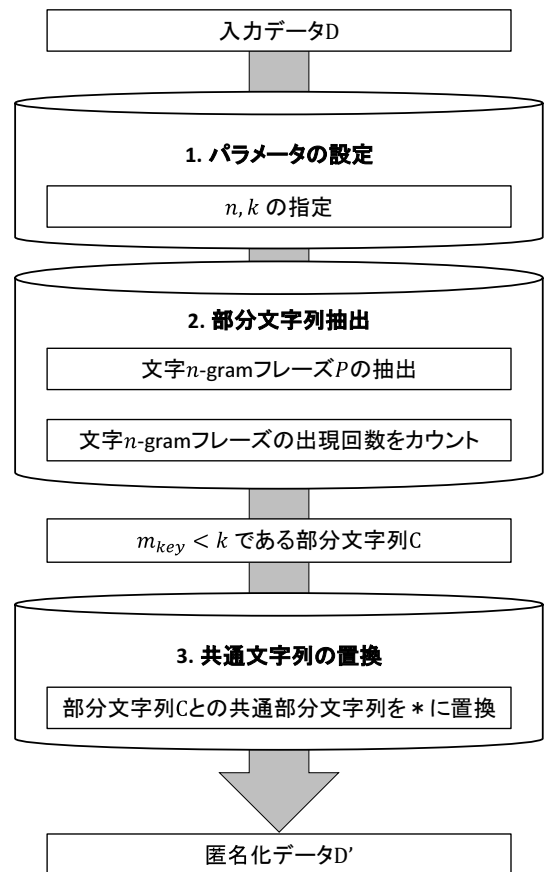 入力データD
1. パラメータの設定
n, k の指定
2. 部分文字列抽出
文字n-gramフレーズPの抽出
文字n-gramフレーズの出現回数をカウント
m_{key} < k である部分文字列C
3. 共通文字列の置換
部分文字列Cとの共通部分文字列を * に置換
匿名化データD’